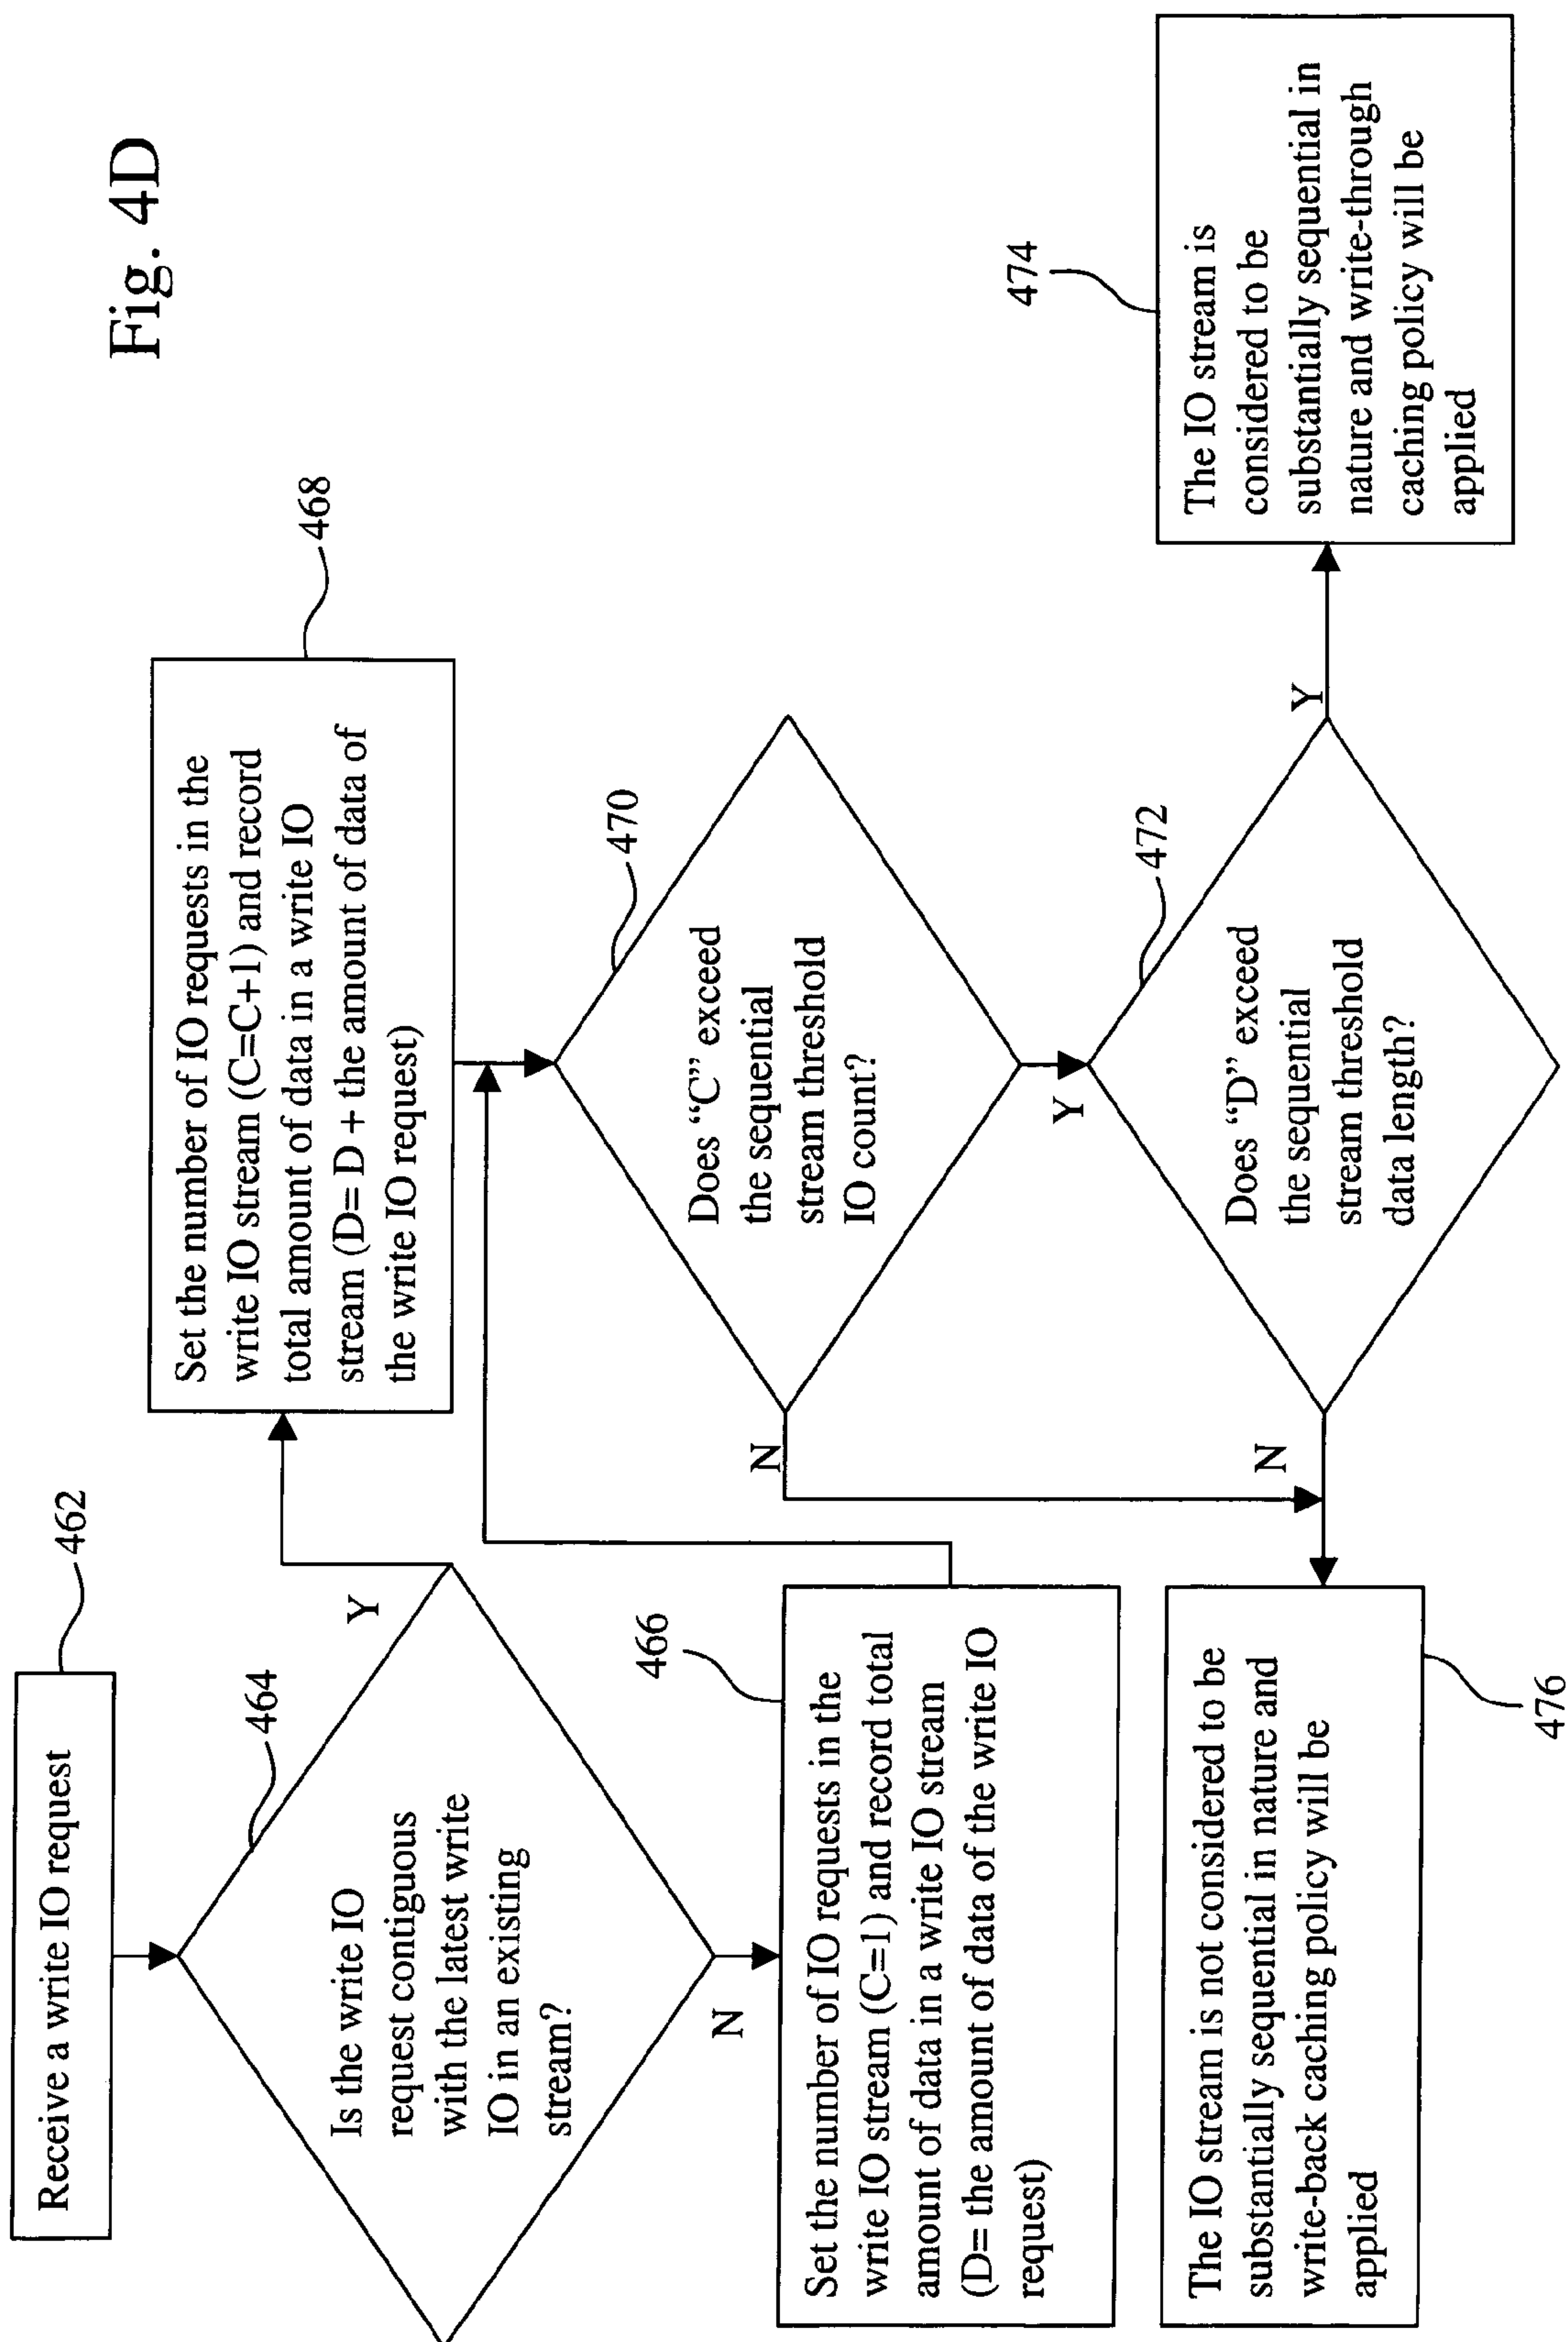 Fig. 4D
Receive a write IO request
462
464
Is the write IO
request contiguous
with the latest write
IO in an existing
stream?
Y
N
466
Set the number of IO requests in the
write IO stream (C=1) and record total
amount of data in a write IO stream
(D= the amount of data of the write IO
request)
468
Set the number of IO requests in the
write IO stream (C=C+1) and record
total amount of data in a write IO
stream (D= D + the amount of data of
the write IO request)
470
Does “C” exceed
the sequential
stream threshold
IO count?
N
Y
472
Does “D” exceed
the sequential
stream threshold
data length?
N
Y
474
The IO stream is
considered to be
substantially sequential in
nature and write-through
caching policy will be
applied
The IO stream is not considered to be
substantially sequential in nature and
write-back caching policy will be
applied
476